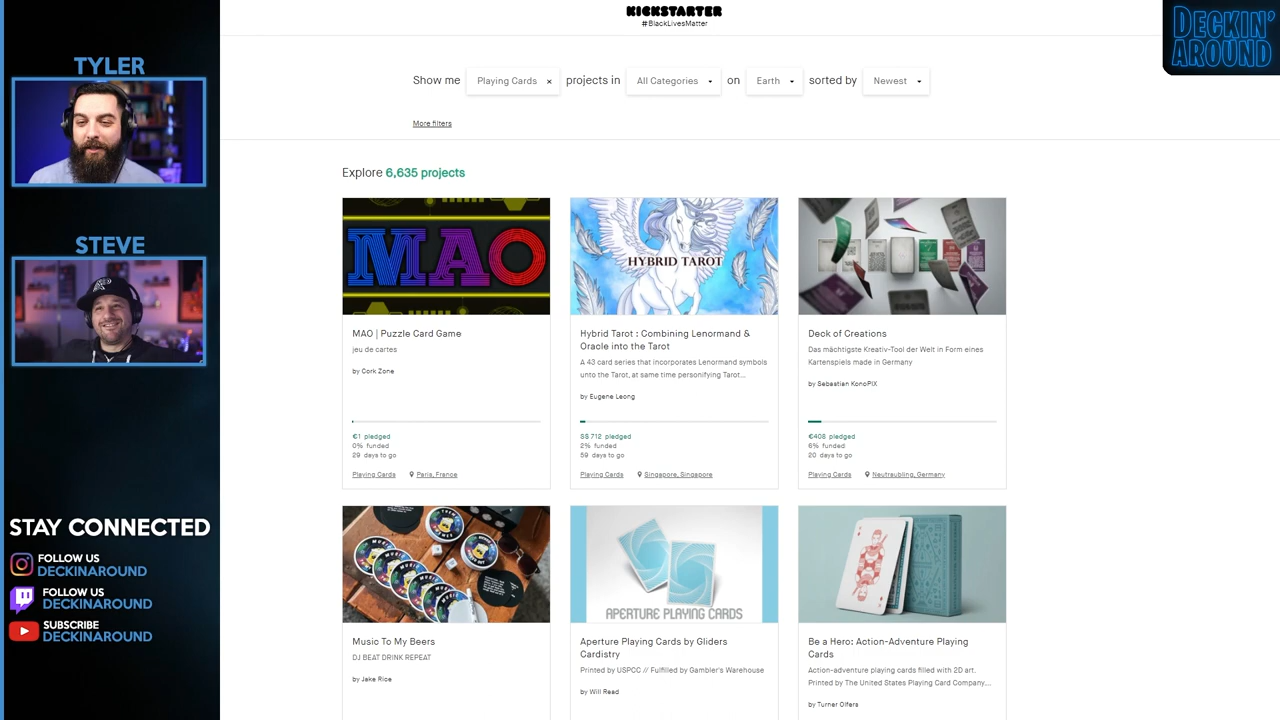 TYLER
STEVE
STAY CONNECTED
FOLLOW US
DECKINAROUND
FOLLOW US
DECKINAROUND
SUBSCRIBE
DECKINAROUND
KICKSTARTER
#BlackLivesMatter
DECKIN'
AROUND
Show me Playing Cards × projects in All Categories on Earth sorted by Newest
More filters
Explore 6,635 projects
MAO
MAO | Puzzle Card Game
jeu de cartes
by Cork Zone
€1 pledged
0% funded
29 days to go
Playing Cards Paris, France
HYBRID TAROT
Hybrid Tarot : Combining Lenormand &
Oracle into the Tarot
A 43 card series that incorporates Lenormand symbols
unto the Tarot, at same time personifying Tarot...
by Eugene Leong
S$ 712 pledged
2% funded
59 days to go
Playing Cards Singapore, Singapore
Deck of Creations
Das mächtigste Kreativ-Tool der Welt in Form eines
Kartenspiels made in Germany
by Sebastian KonoPIX
€408 pledged
6% funded
20 days to go
Playing Cards Neutraubling, Germany
Music To My Beers
DJ BEAT DRINK REPEAT
by Jake Rice
APERTURE PLAYING CARDS
Aperture Playing Cards by Gliders
Cardistry
Printed by USPCC // Fulfilled by Gambler's Warehouse
by Will Read
Be a Hero: Action-Adventure Playing
Cards
Action-adventure playing cards filled with 2D art.
Printed by The United States Playing Card Company....
by Turner Olfers